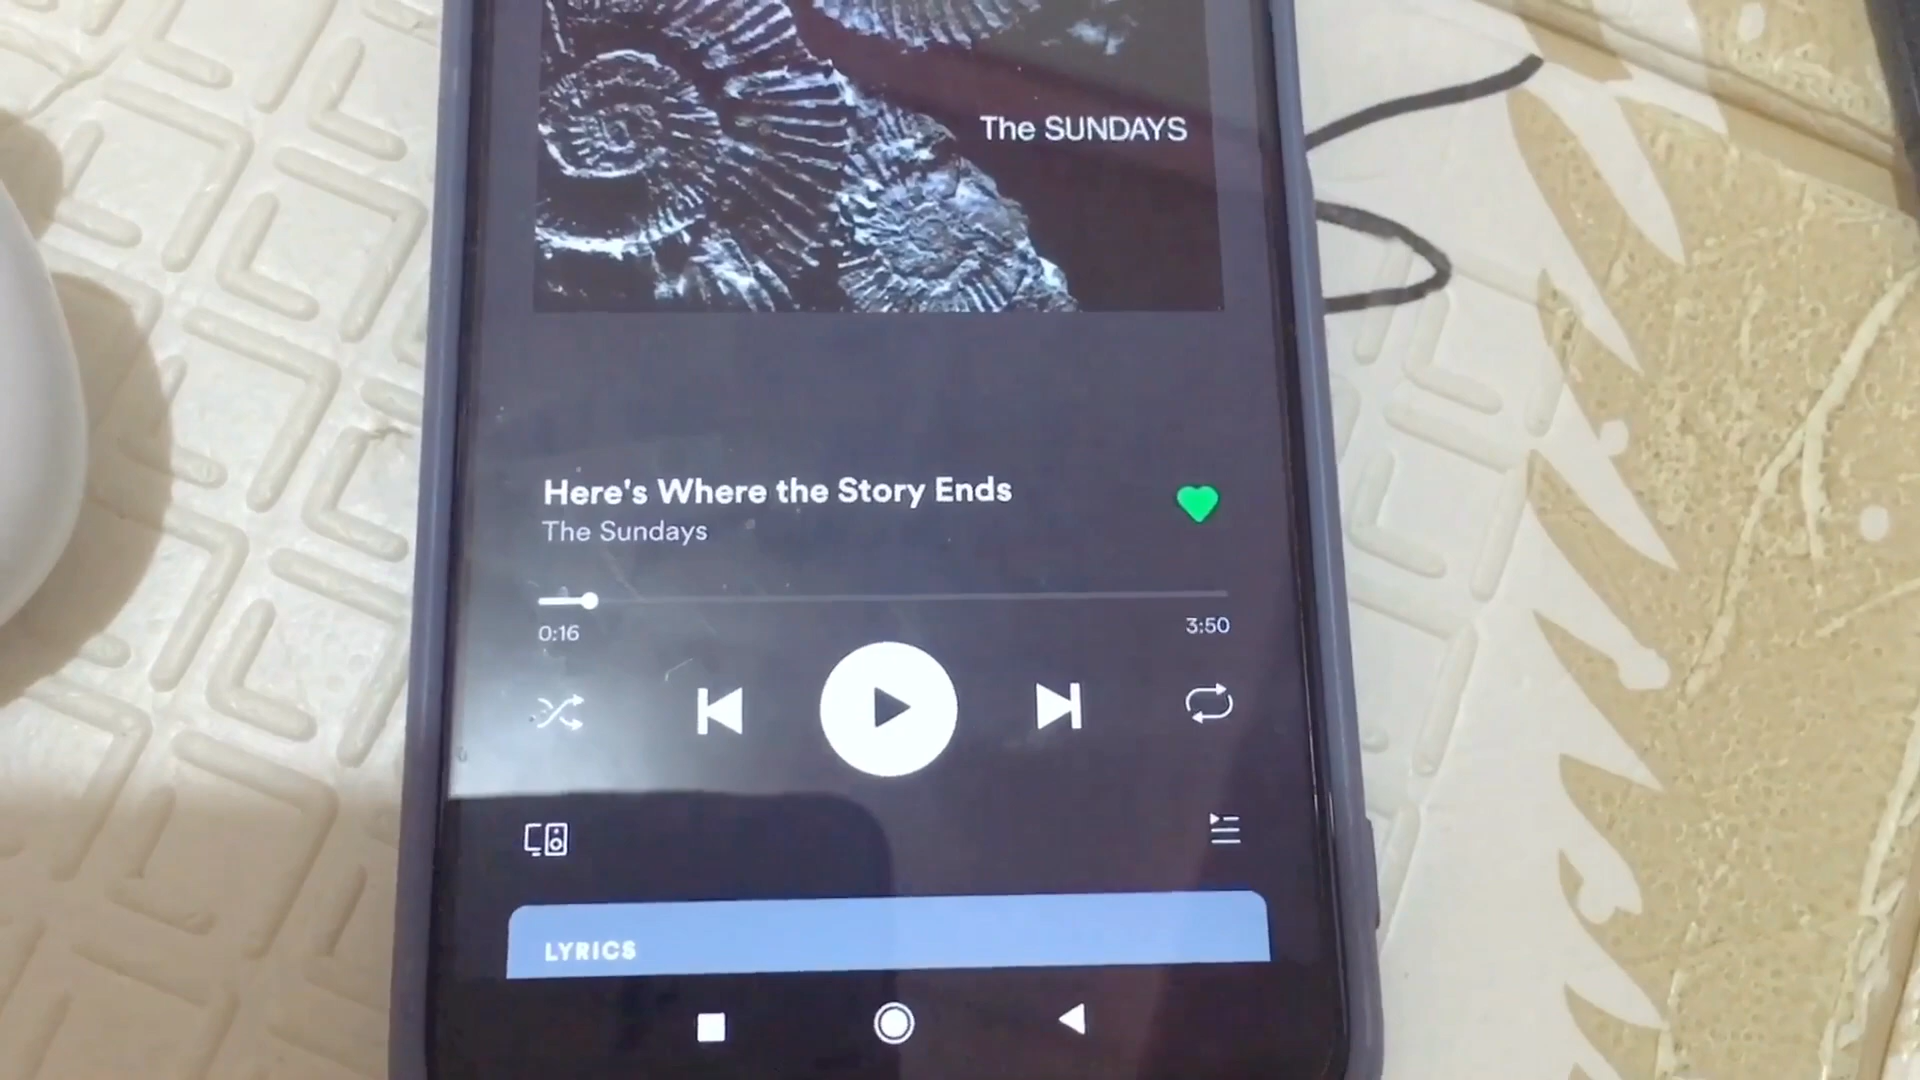 The SUNDAYS
Here's Where the Story Ends
The Sundays
0:16
3:50
LYRICS